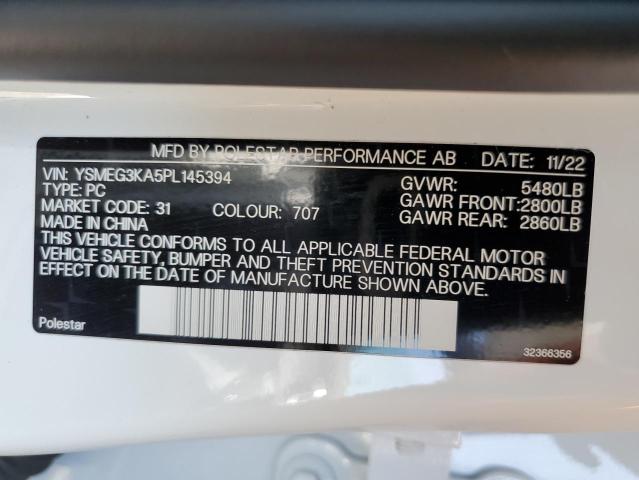 MFD BY POLESTAR PERFORMANCE AB DATE: 11/22
VIN: YSMEG3KA5PL145394 GVWR: 5480LB
TYPE: PC GAWR FRONT:2800LB
MARKET CODE: 31 COLOUR: 707 GAWR REAR: 2860LB
MADE IN CHINA
THIS VEHICLE CONFORMS TO ALL APPLICABLE FEDERAL MOTOR
VEHICLE SAFETY, BUMPER AND THEFT PREVENTION STANDARDS IN
EFFECT ON THE DATE OF MANUFACTURE SHOWN ABOVE.
Polestar 32366356